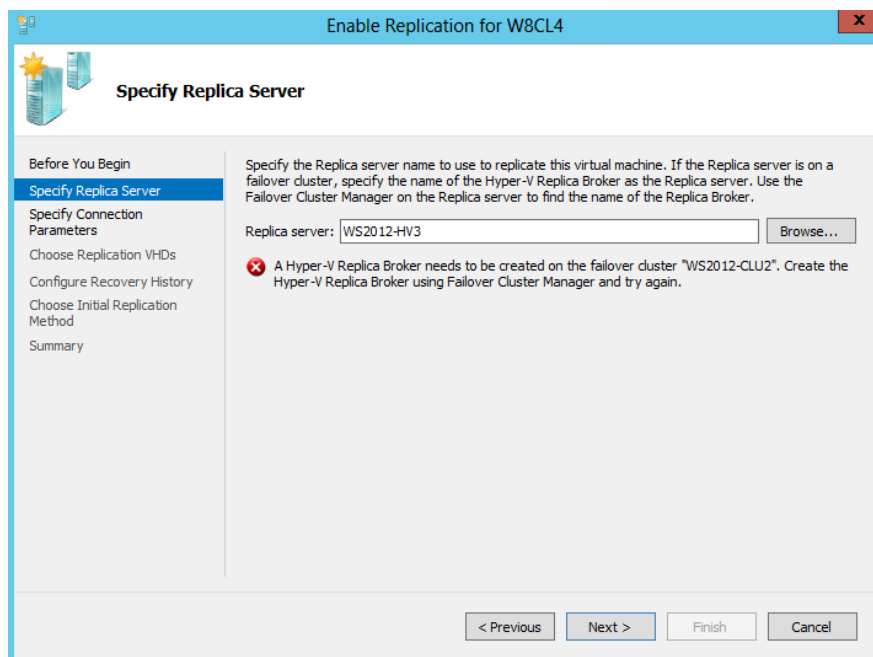 Enable Replication for W8CL4
x
Specify Replica Server
Before You Begin
Specify Replica Server
Specify Connection
Parameters
Choose Replication VHDs
Configure Recovery History
Choose Initial Replication
Method
Summary
Specify the Replica server name to use to replicate this virtual machine. If the Replica server is on a
failover cluster, specify the name of the Hyper-V Replica Broker as the Replica server. Use the
Failover Cluster Manager on the Replica server to find the name of the Replica Broker.
Replica server: WS2012-HV3 Browse...
A Hyper-V Replica Broker needs to be created on the failover cluster "WS2012-CLU2". Create the
Hyper-V Replica Broker using Failover Cluster Manager and try again.
< Previous Next > Finish Cancel